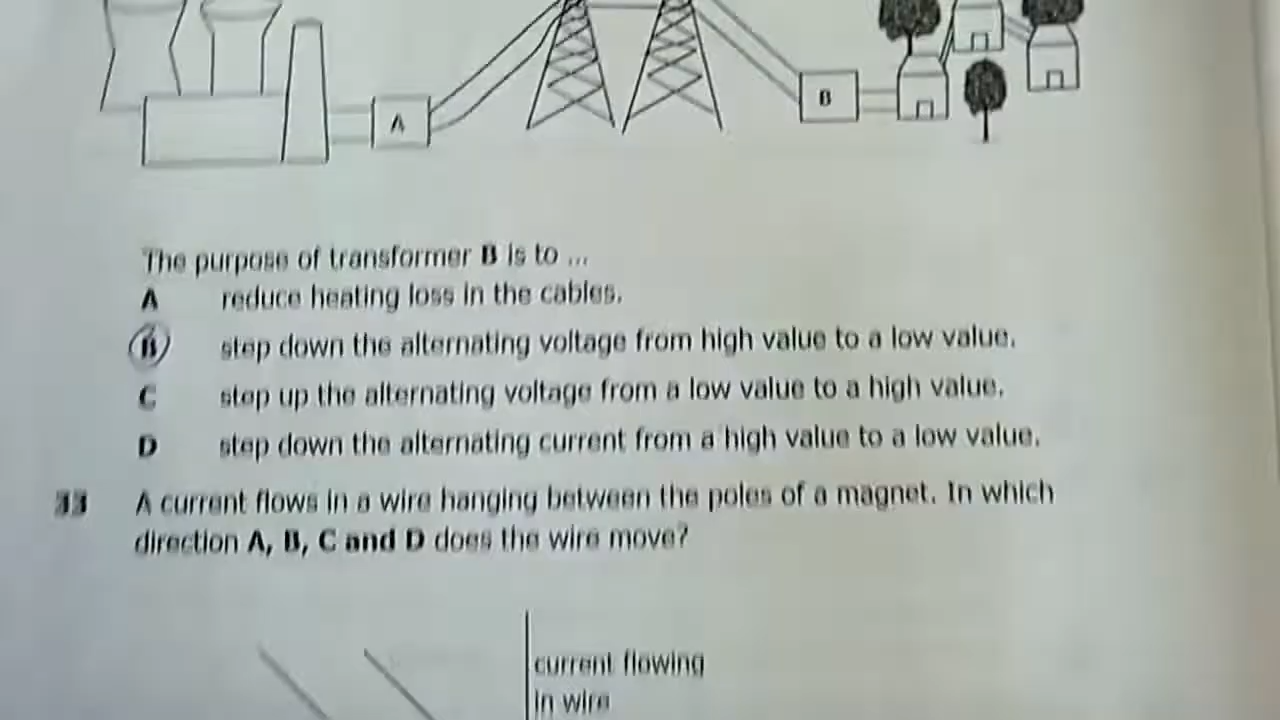 A
B
The purpose of transformer B is to ...
A reduce heating loss in the cables.
B step down the alternating voltage from high value to a low value.
C step up the alternating voltage from a low value to a high value.
D step down the alternating current from a high value to a low value.
33 A current flows in a wire hanging between the poles of a magnet. In which
direction A, B, C and D does the wire move?
current flowing
in wire